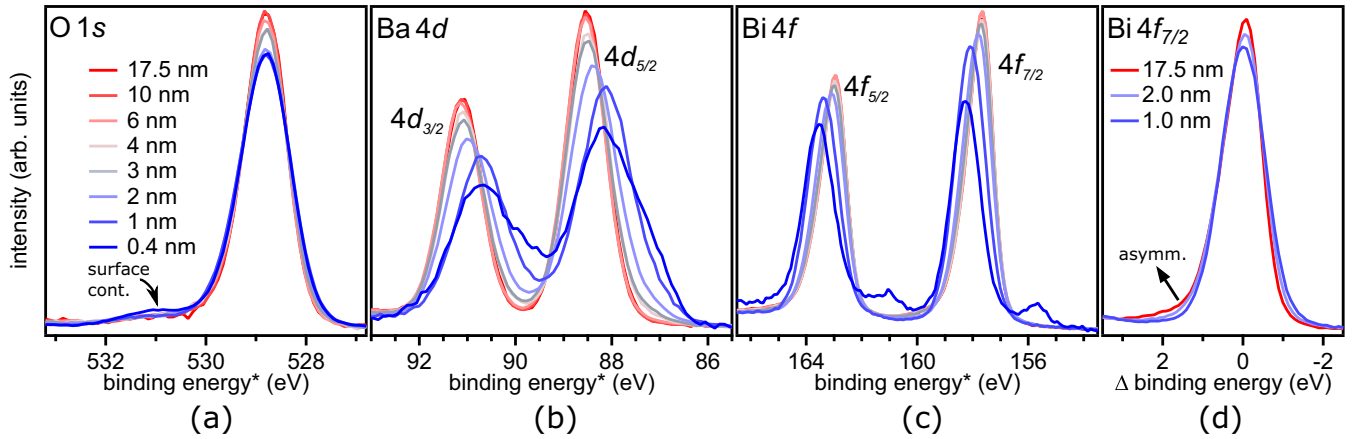 O 1s
17.5 nm
10 nm
6 nm
4 nm
3 nm
2 nm
1 nm
0.4 nm
surface
cont.
intensity (arb. units)
532 530 528
binding energy* (eV)
(a)
Ba 4d
4d3/2
4d5/2
92 90 88 86
binding energy* (eV)
(b)
Bi 4f
4f5/2
4f7/2
164 160 156
binding energy* (eV)
(c)
Bi 4f7/2
17.5 nm
2.0 nm
1.0 nm
asymm.
2 0 -2
Δ binding energy (eV)
(d)